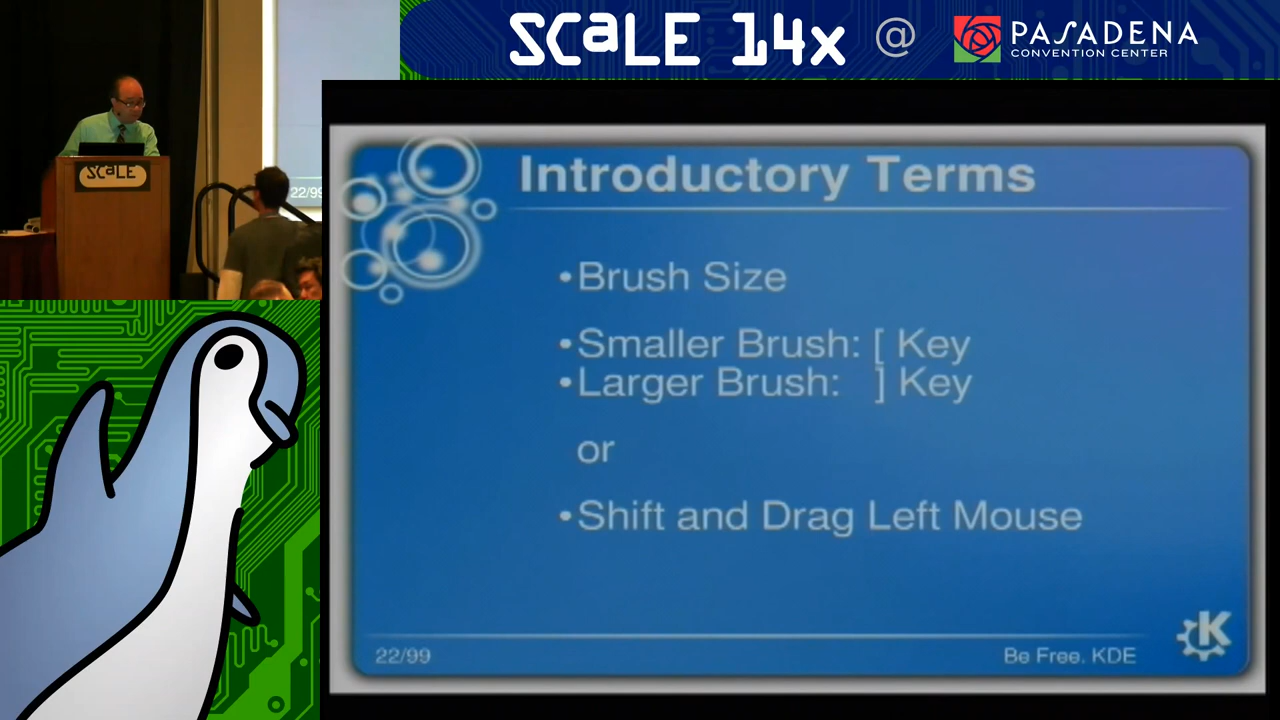 SCaLE 14x @ PASADENA
CONVENTION CENTER
SCaLE
22/99
Introductory Terms
•Brush Size
•Smaller Brush: [ Key
•Larger Brush: ] Key
or
•Shift and Drag Left Mouse
22/99
Be Free. KDE
K